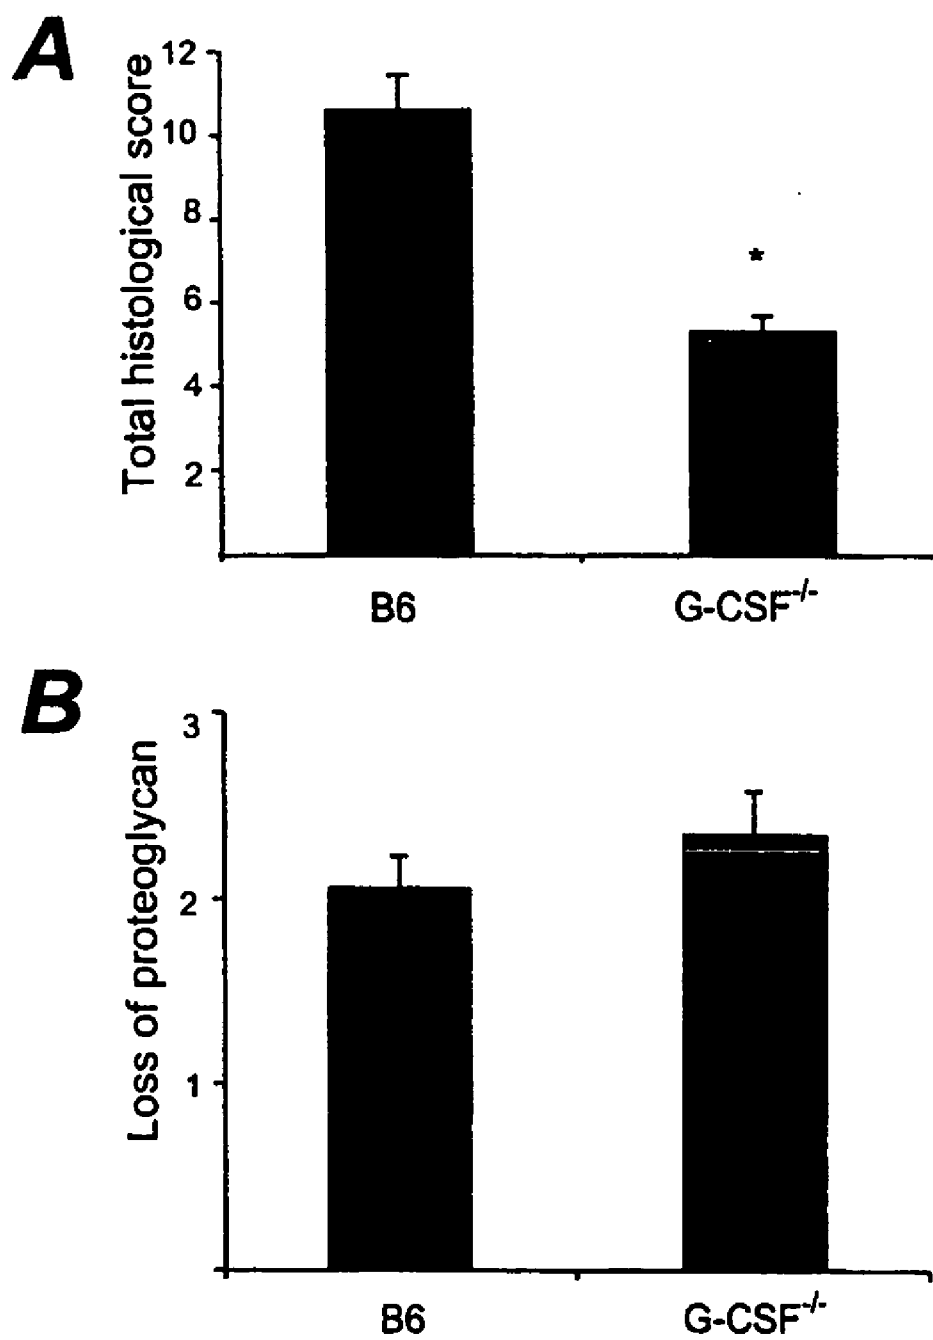 A
Total histological score
12
10
8
6
4
2
*
B6
G-CSF-/-
B
Loss of proteoglycan
3
2
1
B6
G-CSF-/-